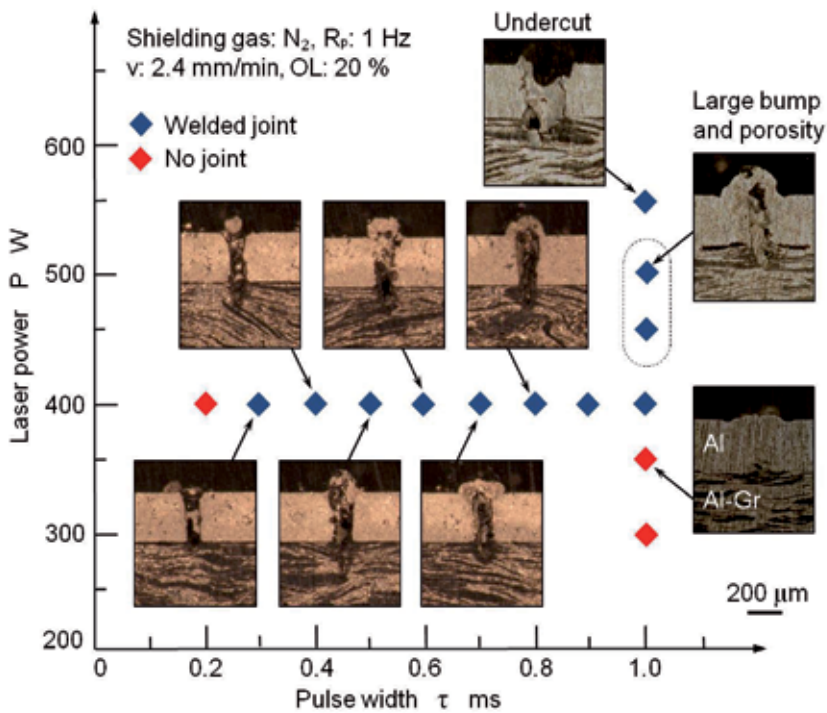 Undercut
Shielding gas: N₂, Rₚ: 1 Hz
v: 2.4 mm/min, OL: 20 %
Large bump
and porosity
Welded joint
No joint
600
500
400
300
200
Laser power P W
Al
Al-Gr
200 µm
0 0.2 0.4 0.6 0.8 1.0
Pulse width τ ms